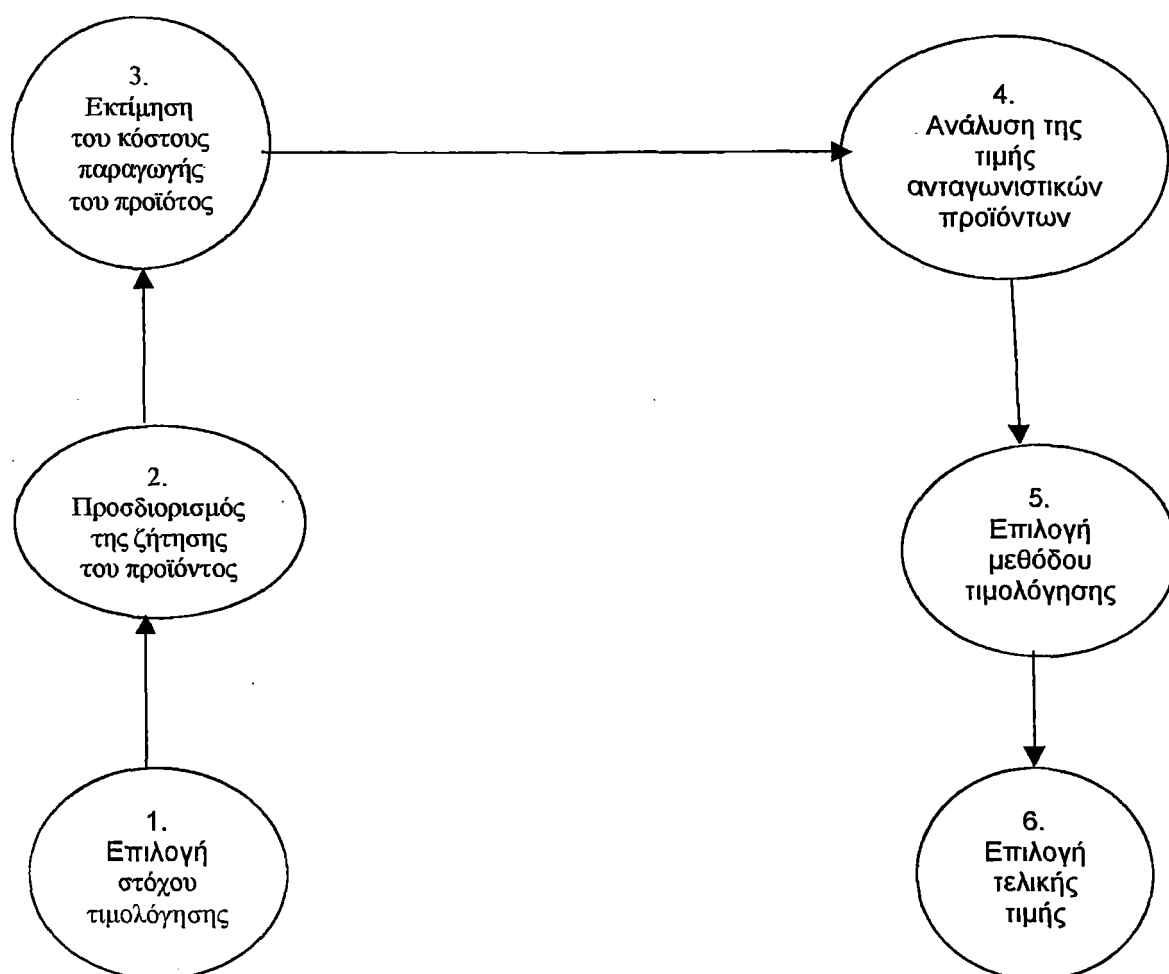 3.
Εκτίμηση
του κόστους
παραγωγής
του προϊότος
4.
Ανάλυση της
τιμής
ανταγωνιστικών
προϊόντων
2.
Προσδιορισμός
της ζήτησης
του προϊόντος
5.
Επιλογή
μεθόδου
τιμολόγησης
1.
Επιλογή
στόχου
τιμολόγησης
6.
Επιλογή
τελικής
τιμής